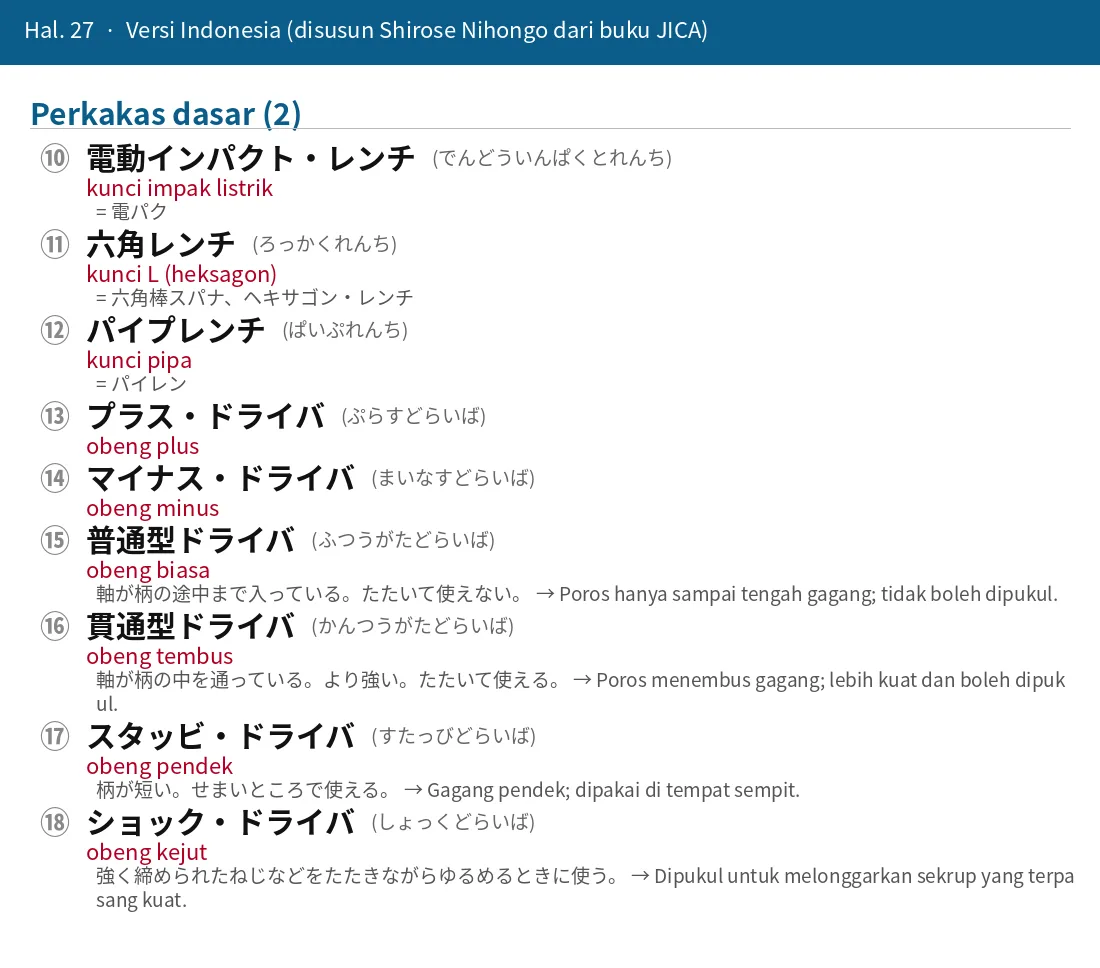 Hal. 27 · Versi Indonesia (disusun Shirose Nihongo dari buku JICA)
Perkakas dasar (2)
⑩ 電動インパクト・レンチ (でんどういんぱくとれんち)
kunci impak listrik
= 電パク
⑪ 六角レンチ (ろっかくれんち)
kunci L (heksagon)
= 六角棒スパナ、ヘキサゴン・レンチ
⑫ パイプレンチ (ぱいぷれんち)
kunci pipa
= パイレン
⑬ プラス・ドライバ (ぷらすどらいば)
obeng plus
⑭ マイナス・ドライバ (まいなすどらいば)
obeng minus
⑮ 普通型ドライバ (ふつうがたどらいば)
obeng biasa
軸が柄の途中まで入っている。たたいて使えない。 → Poros hanya sampai tengah gagang; tidak boleh dipukul.
⑯ 貫通型ドライバ (かんつうがたどらいば)
obeng tembus
軸が柄の中を通っている。より強い。たたいて使える。 → Poros menembus gagang; lebih kuat dan boleh dipuk
ul.
⑰ スタッビ・ドライバ (すたっびどらいば)
obeng pendek
柄が短い。せまいところで使える。 → Gagang pendek; dipakai di tempat sempit.
⑱ ショック・ドライバ (しょっくどらいば)
obeng kejut
強く締められたねじなどをたたきながらゆるめるときに使う。 → Dipukul untuk melonggarkan sekrup yang terpa
sang kuat.